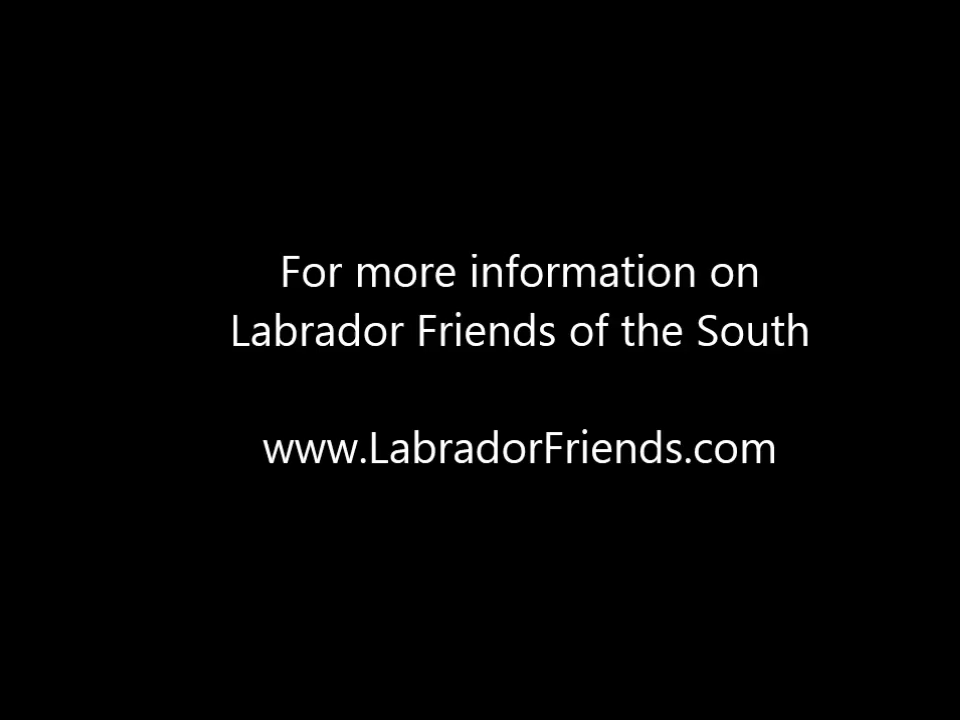 For more information on
Labrador Friends of the South
www.LabradorFriends.com